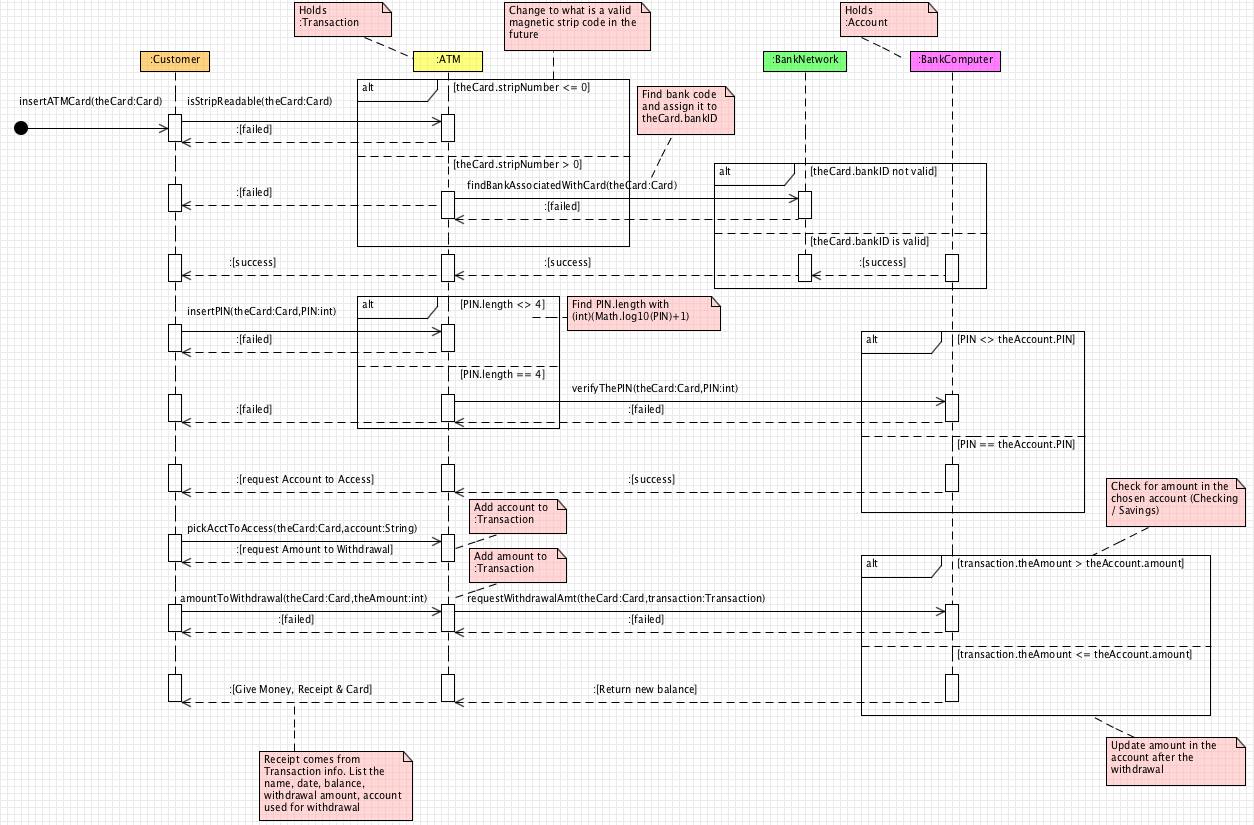 Holds
:Transaction
Change to what is a valid
magnetic strip code in the
future
Holds
:Account
:Customer
:ATM
:BankNetwork
:BankComputer
alt
[theCard.stripNumber <= 0]
insertATMCard(theCard:Card)
isStripReadable(theCard:Card)
Find bank code
and assign it to
theCard.bankID
:[failed]
[theCard.stripNumber > 0]
alt
[theCard.bankID not valid]
:[failed]
findBankAssociatedWithCard(theCard:Card)
:[failed]
[theCard.bankID is valid]
:[success]
:[success]
:[success]
alt
[PIN.length <> 4]
Find PIN.length with
(int)(Math.log10(PIN)+1)
insertPIN(theCard:Card,PIN:int)
:[failed]
alt
[PIN <> theAccount.PIN]
[PIN.length == 4]
verifyThePIN(theCard:Card,PIN:int)
:[failed]
:[failed]
[PIN == theAccount.PIN]
:[request Account to Access]
:[success]
Check for amount in the
chosen account (Checking
/ Savings)
Add account to
:Transaction
pickAcctToAccess(theCard:Card,account:String)
:[request Amount to Withdrawal]
Add amount to
:Transaction
alt
[transaction.theAmount > theAccount.amount]
amountToWithdrawal(theCard:Card,theAmount:int)
requestWithdrawalAmt(theCard:Card,transaction:Transaction)
:[failed]
:[failed]
[transaction.theAmount <= theAccount.amount]
:[Give Money, Receipt & Card]
:[Return new balance]
Receipt comes from
Transaction info. List the
name, date, balance,
withdrawal amount, account
used for withdrawal
Update amount in the
account after the
withdrawal